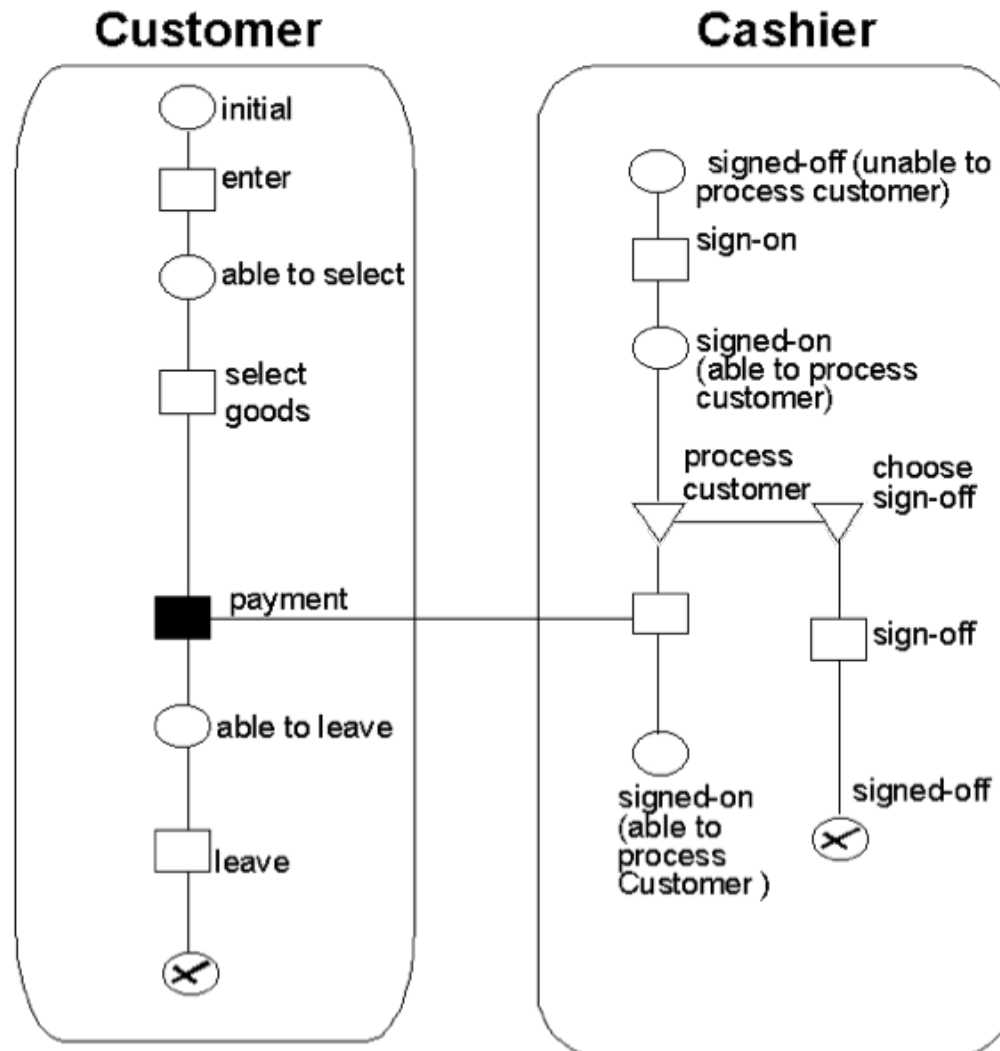 Customer
initial
enter
able to select
select
goods
payment
able to leave
leave
Cashier
signed-off (unable to
process customer)
sign-on
signed-on
(able to process
customer)
process
customer
choose
sign-off
sign-off
signed-on
(able to
process
Customer )
signed-off